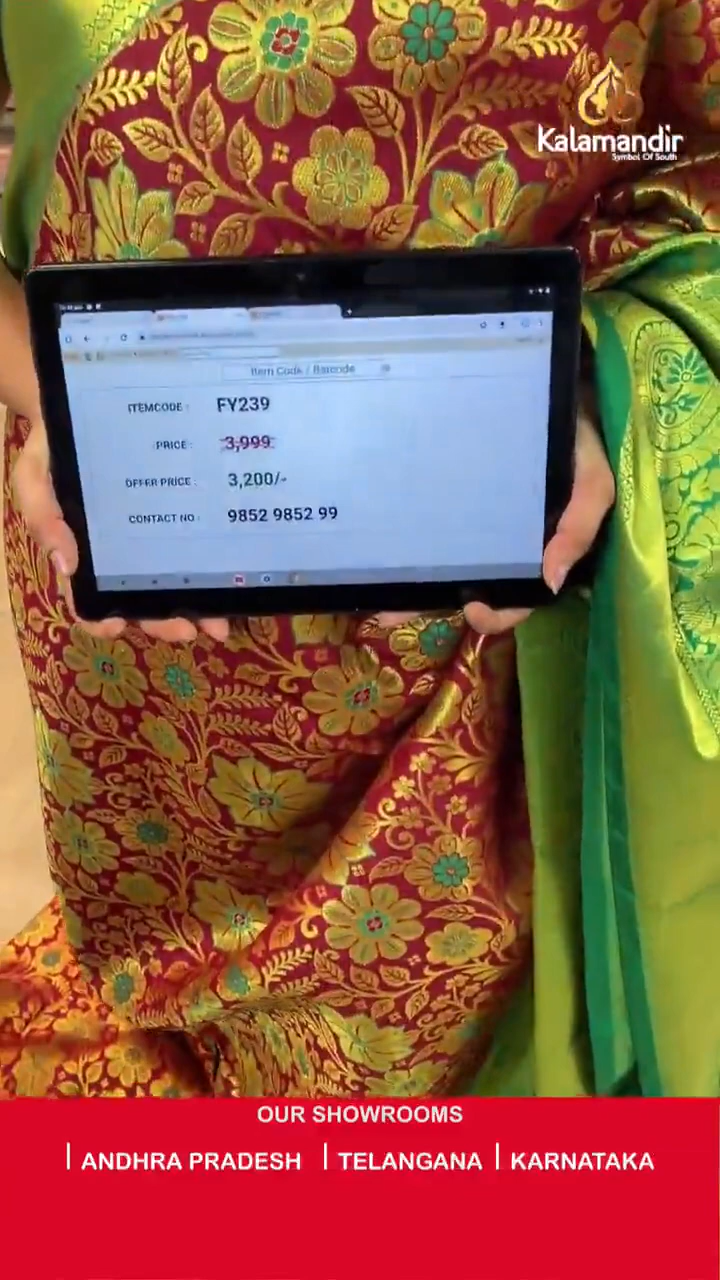 Kalamandir
Symbol Of South
Item Code / Barcode
ITEMCODE : FY239
PRICE : 3,999
OFFER PRICE : 3,200/-
CONTACT NO : 9852 9852 99
OUR SHOWROOMS
| ANDHRA PRADESH | TELANGANA | KARNATAKA